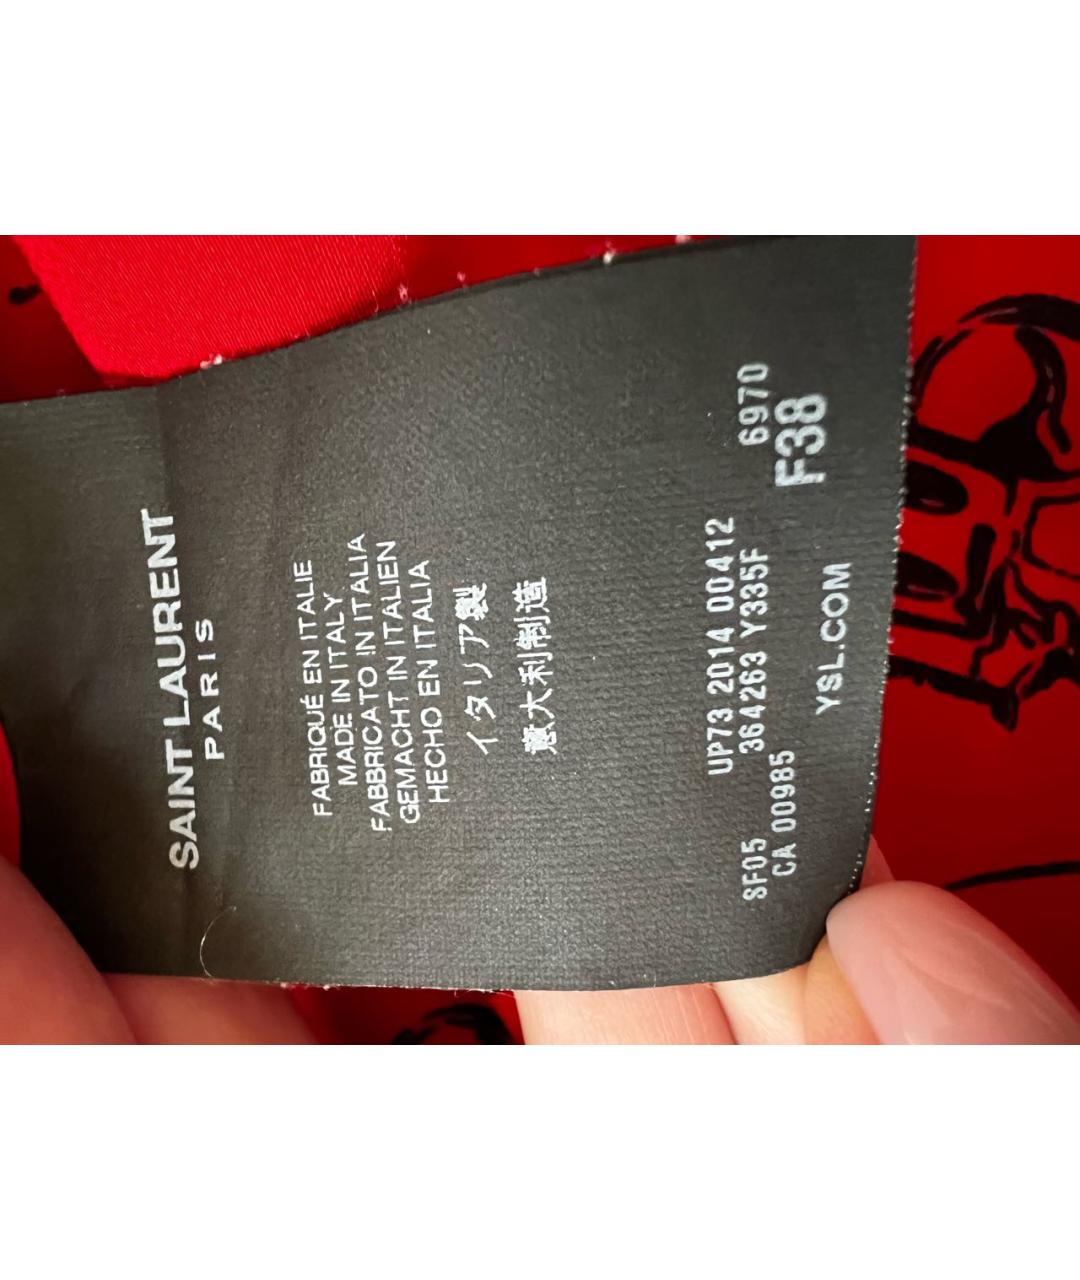 SAINT LAURENT
PARIS
FABRIQUÉ EN ITALIE
MADE IN ITALY
FABBRICATO IN ITALIA
GEMACHT IN ITALIEN
HECHO EN ITALIA
イタリア製
意大利制造
UP73 2014 00412
SF05 364263 Y335F 6970
CA 00985 F38
YSL.COM